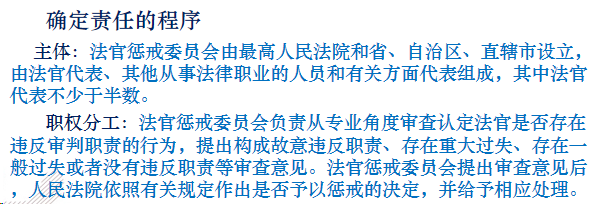 确定责任的程序
主体：法官惩戒委员会由最高人民法院和省、自治区、直辖市设立，
由法官代表、其他从事法律职业的人员和有关方面代表组成，其中法官
代表不少于半数。
职权分工：法官惩戒委员会负责从专业角度审查认定法官是否存在
违反审判职责的行为，提出构成故意违反职责、存在重大过失、存在一
般过失或者没有违反职责等审查意见。法官惩戒委员会提出审查意见后
，人民法院依照有关规定作出是否予以惩戒的决定，并给予相应处理。